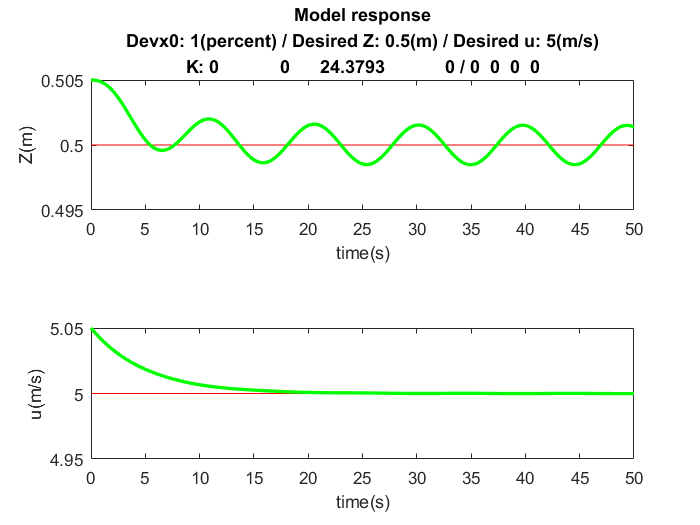 Model response
Devx0: 1(percent) / Desired Z: 0.5(m) / Desired u: 5(m/s)
K: 0 0 24.3793 0 / 0 0 0 0
0.505
0.5
0.495
Z(m)
0 5 10 15 20 25 30 35 40 45 50
time(s)
5.05
5
4.95
u(m/s)
0 5 10 15 20 25 30 35 40 45 50
time(s)